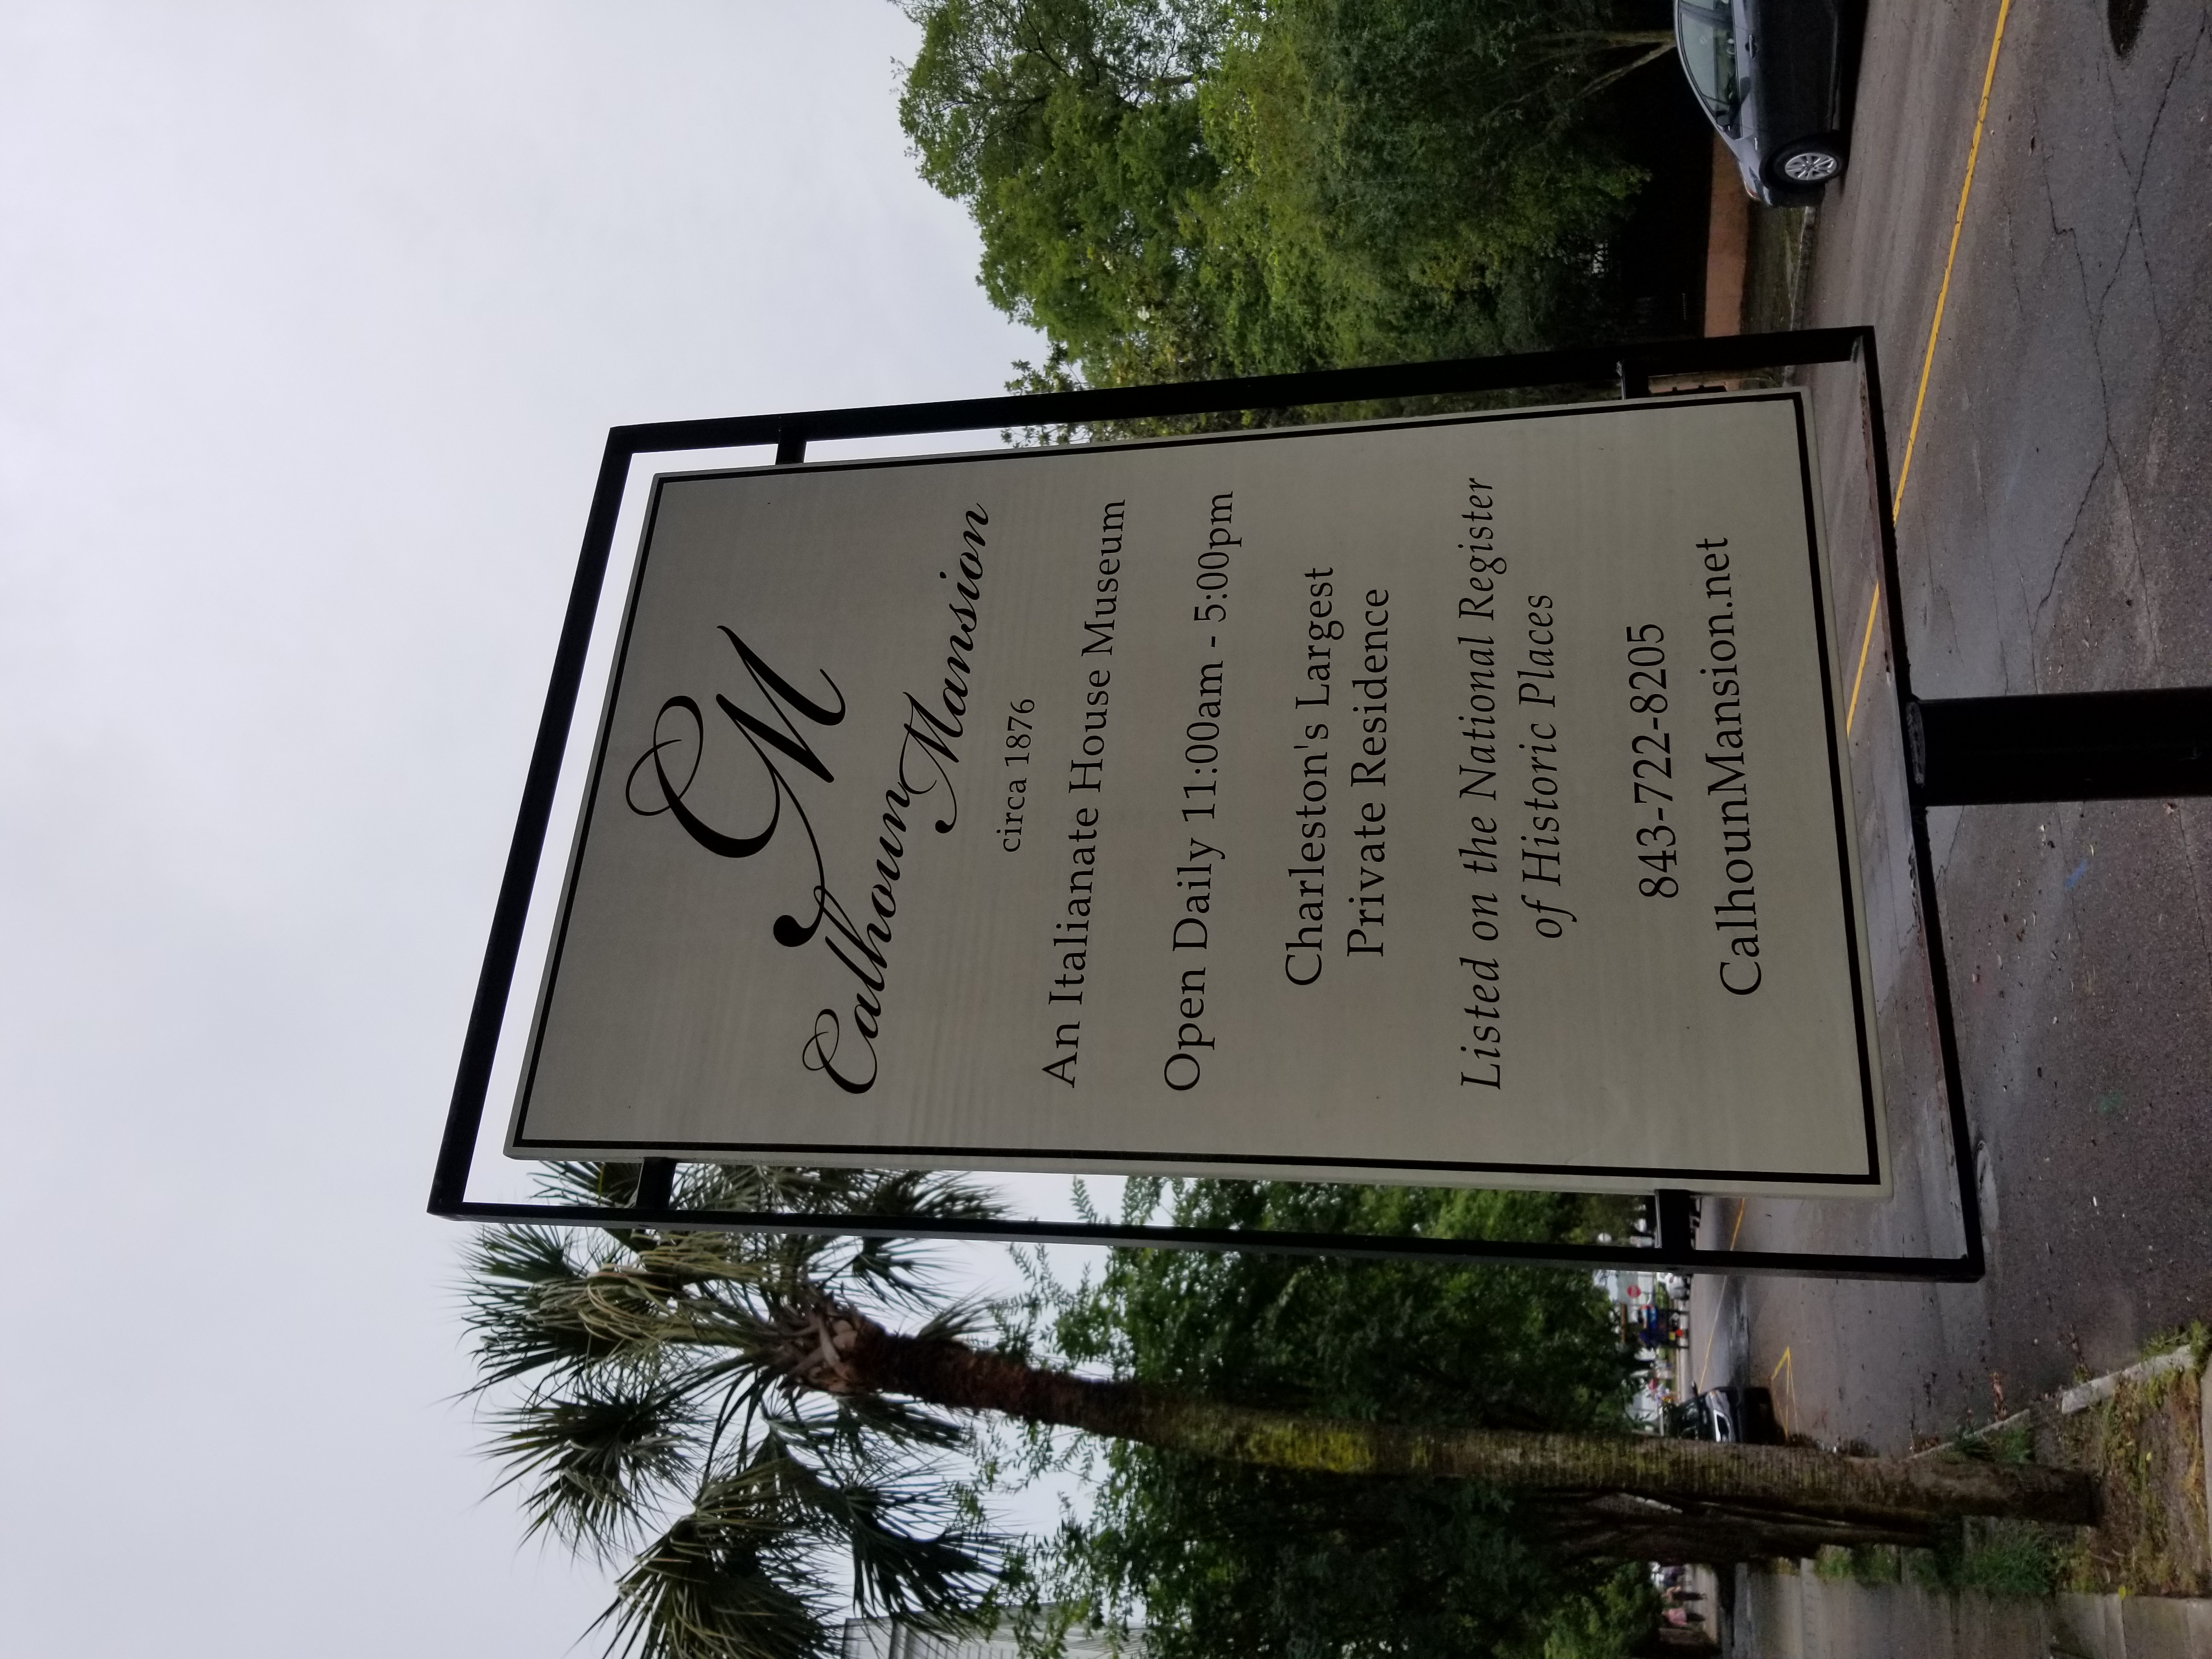 CM
Calhoun Mansion
circa 1876
An Italianate House Museum
Open Daily 11:00am - 5:00pm
Charleston's Largest
Private Residence
Listed on the National Register
of Historic Places
843-722-8205
CalhounMansion.net